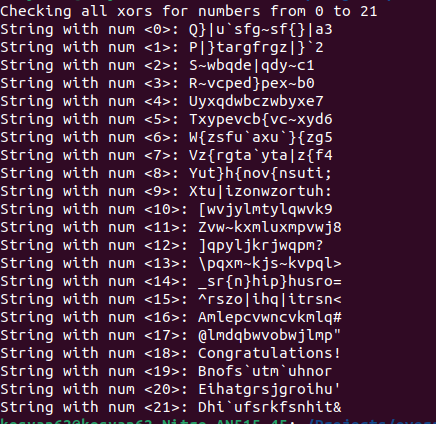 Checking all xors for numbers from 0 to 21
String with num <0>: Q}|u`sfg~sf{}|a3
String with num <1>: P|}targfrgz|}`2
String with num <2>: S~wbqde|qdy~c1
String with num <3>: R~vcped}pex~b0
String with num <4>: Uyxqdwbczwbyxe7
String with num <5>: Txypevcb{vc~xyd6
String with num <6>: W{zsfu`axu`}{zg5
String with num <7>: Vz{rgta`yta|z{f4
String with num <8>: Yut}h{nov{nsuti;
String with num <9>: Xtu|izonwzortuh:
String with num <10>: [wvjylmtylqwvk9
String with num <11>: Zvw~kxmluxmpvwj8
String with num <12>: ]qpyljkrjwqpm?
String with num <13>: \pqxm~kjs~kvpql>
String with num <14>: _sr{n}hip}husro=
String with num <15>: ^rszo|ihq|itrsn<
String with num <16>: Amlepcvwncvkmlq#
String with num <17>: @lmdqbwvobwjlmp"
String with num <18>: Congratulations!
String with num <19>: Bnofs`utm`uhnor
String with num <20>: Eihatgrsjgroihu'
String with num <21>: Dhi`ufsrkfsnhit&